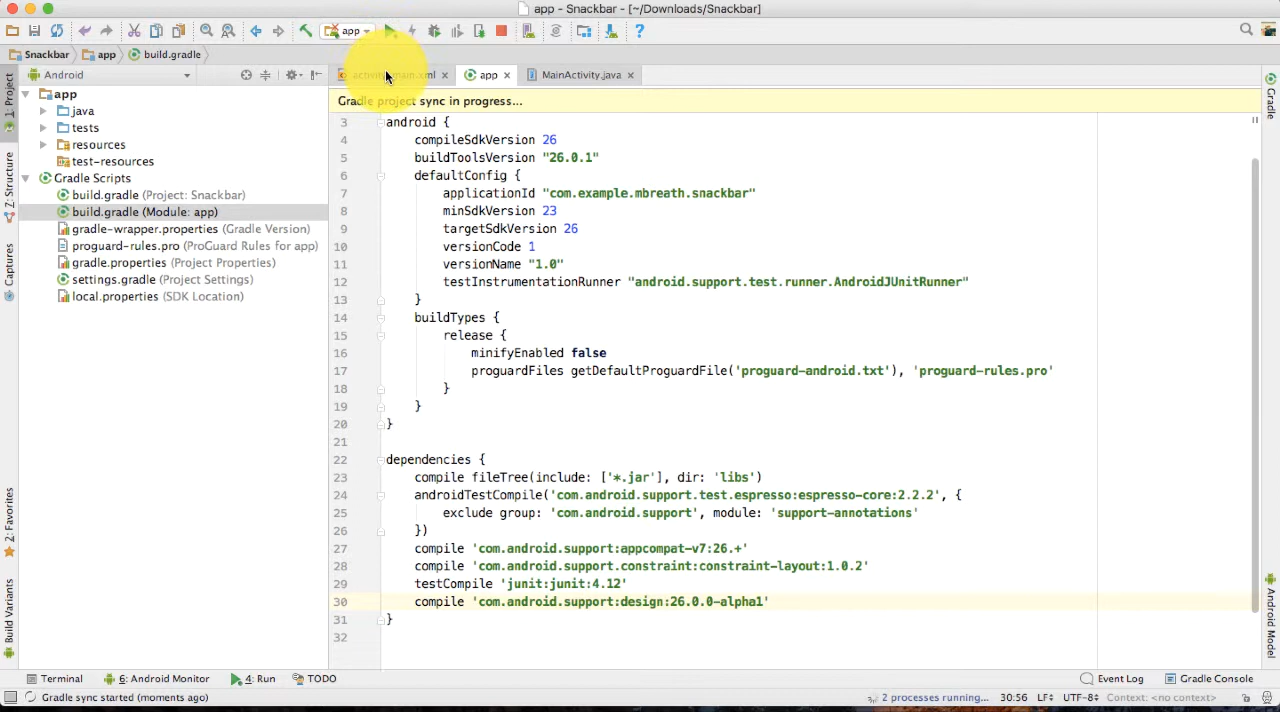 app - Snackbar - [~/Downloads/Snackbar]
app
Snackbar app build.gradle
1: Project
Z: Structure
Captures
2: Favorites
Build Variants
Android
app
java
tests
resources
test-resources
Gradle Scripts
build.gradle (Project: Snackbar)
build.gradle (Module: app)
gradle-wrapper.properties (Gradle Version)
proguard-rules.pro (ProGuard Rules for app)
gradle.properties (Project Properties)
settings.gradle (Project Settings)
local.properties (SDK Location)
activity_main.xml app MainActivity.java
Gradle project sync in progress...
3 android {
4 compileSdkVersion 26
5 buildToolsVersion "26.0.1"
6 defaultConfig {
7 applicationId "com.example.mbreath.snackbar"
8 minSdkVersion 23
9 targetSdkVersion 26
10 versionCode 1
11 versionName "1.0"
12 testInstrumentationRunner "android.support.test.runner.AndroidJUnitRunner"
13 }
14 buildTypes {
15 release {
16 minifyEnabled false
17 proguardFiles getDefaultProguardFile('proguard-android.txt'), 'proguard-rules.pro'
18 }
19 }
20 }
21
22 dependencies {
23 compile fileTree(include: ['*.jar'], dir: 'libs')
24 androidTestCompile('com.android.support.test.espresso:espresso-core:2.2.2', {
25 exclude group: 'com.android.support', module: 'support-annotations'
26 })
27 compile 'com.android.support:appcompat-v7:26.+'
28 compile 'com.android.support.constraint:constraint-layout:1.0.2'
29 testCompile 'junit:junit:4.12'
30 compile 'com.android.support:design:26.0.0-alpha1'
31 }
32
Gradle
Android Model
Terminal 6: Android Monitor 4: Run TODO Event Log Gradle Console
Gradle sync started (moments ago) 2 processes running... 30:56 LF UTF-8 Context: <no context>